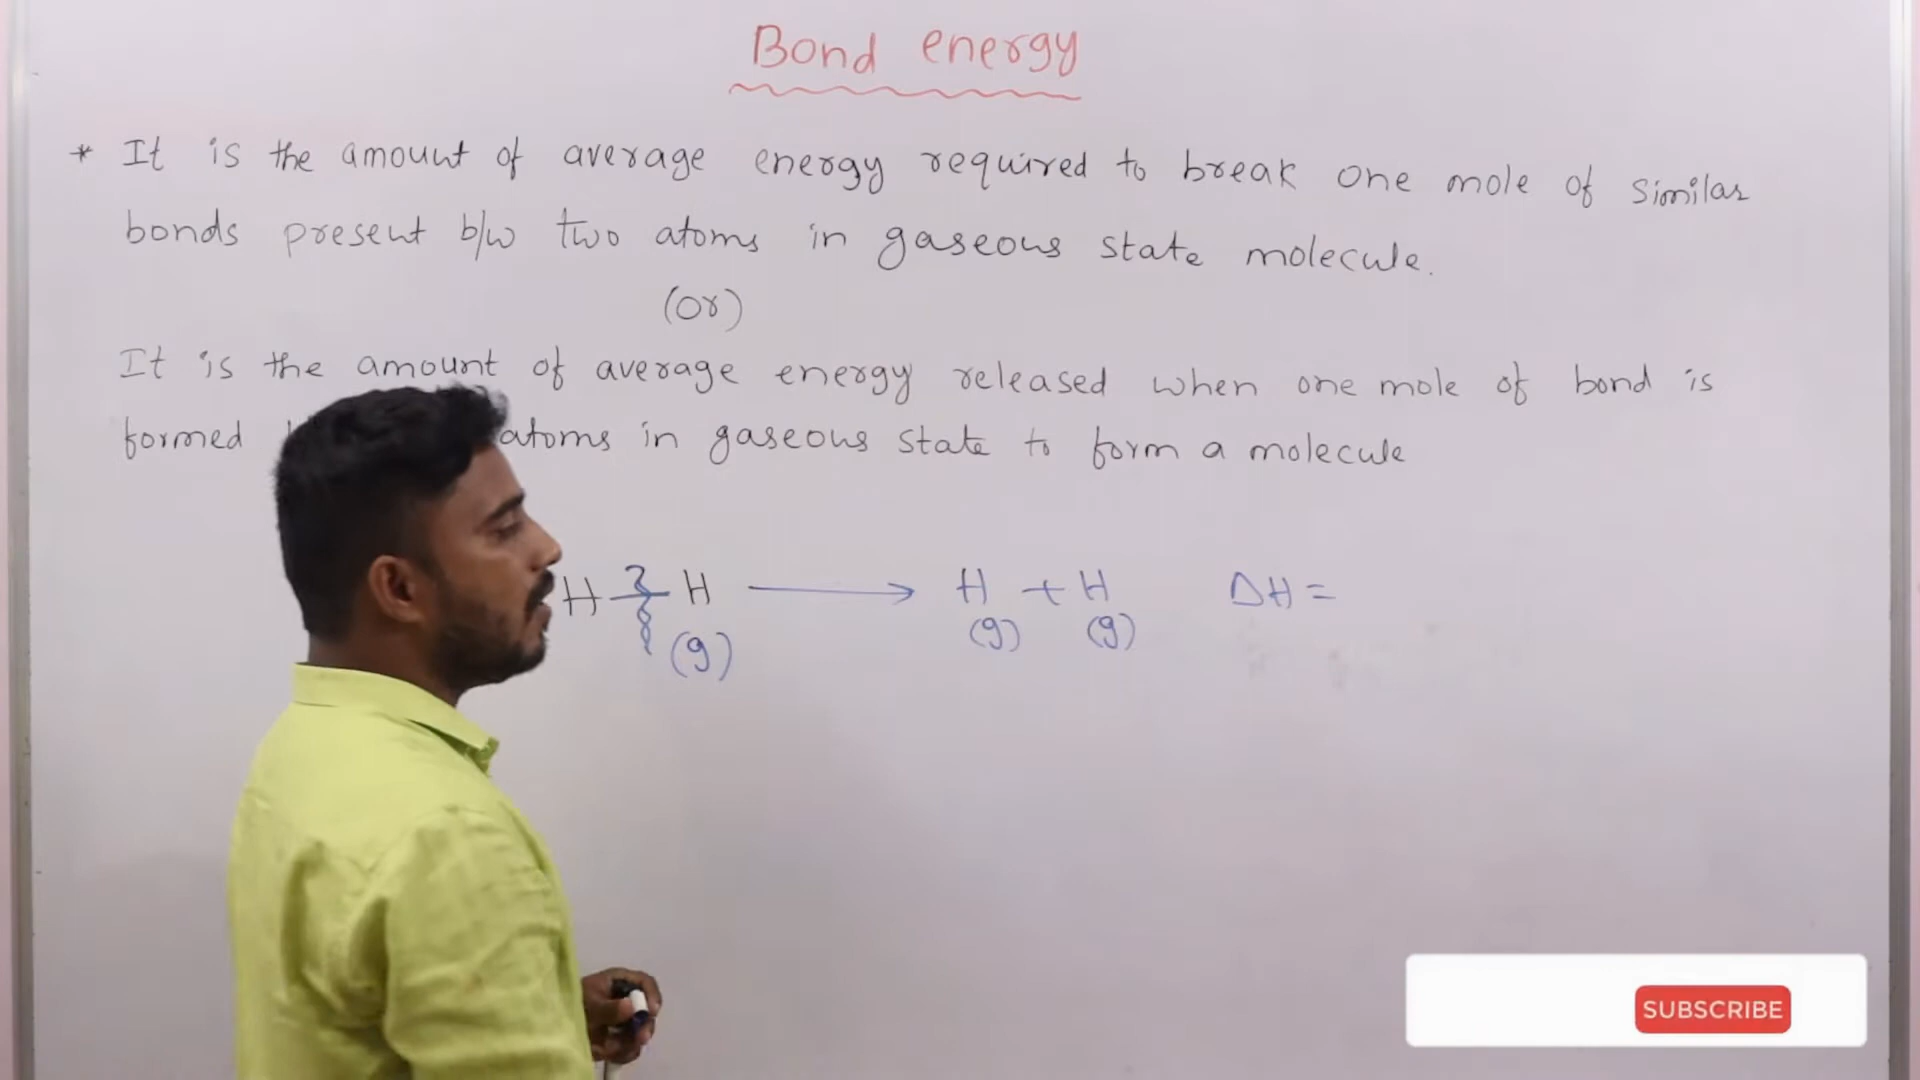 Bond energy
* It is the amount of average energy required to break one mole of similar
bonds present b/w two atoms in gaseous state molecule.
(Or)
It is the amount of average energy released when one mole of bond is
formed atoms in gaseous state to form a molecule
H — H → H + H ΔH =
(g) (g) (g)
SUBSCRIBE